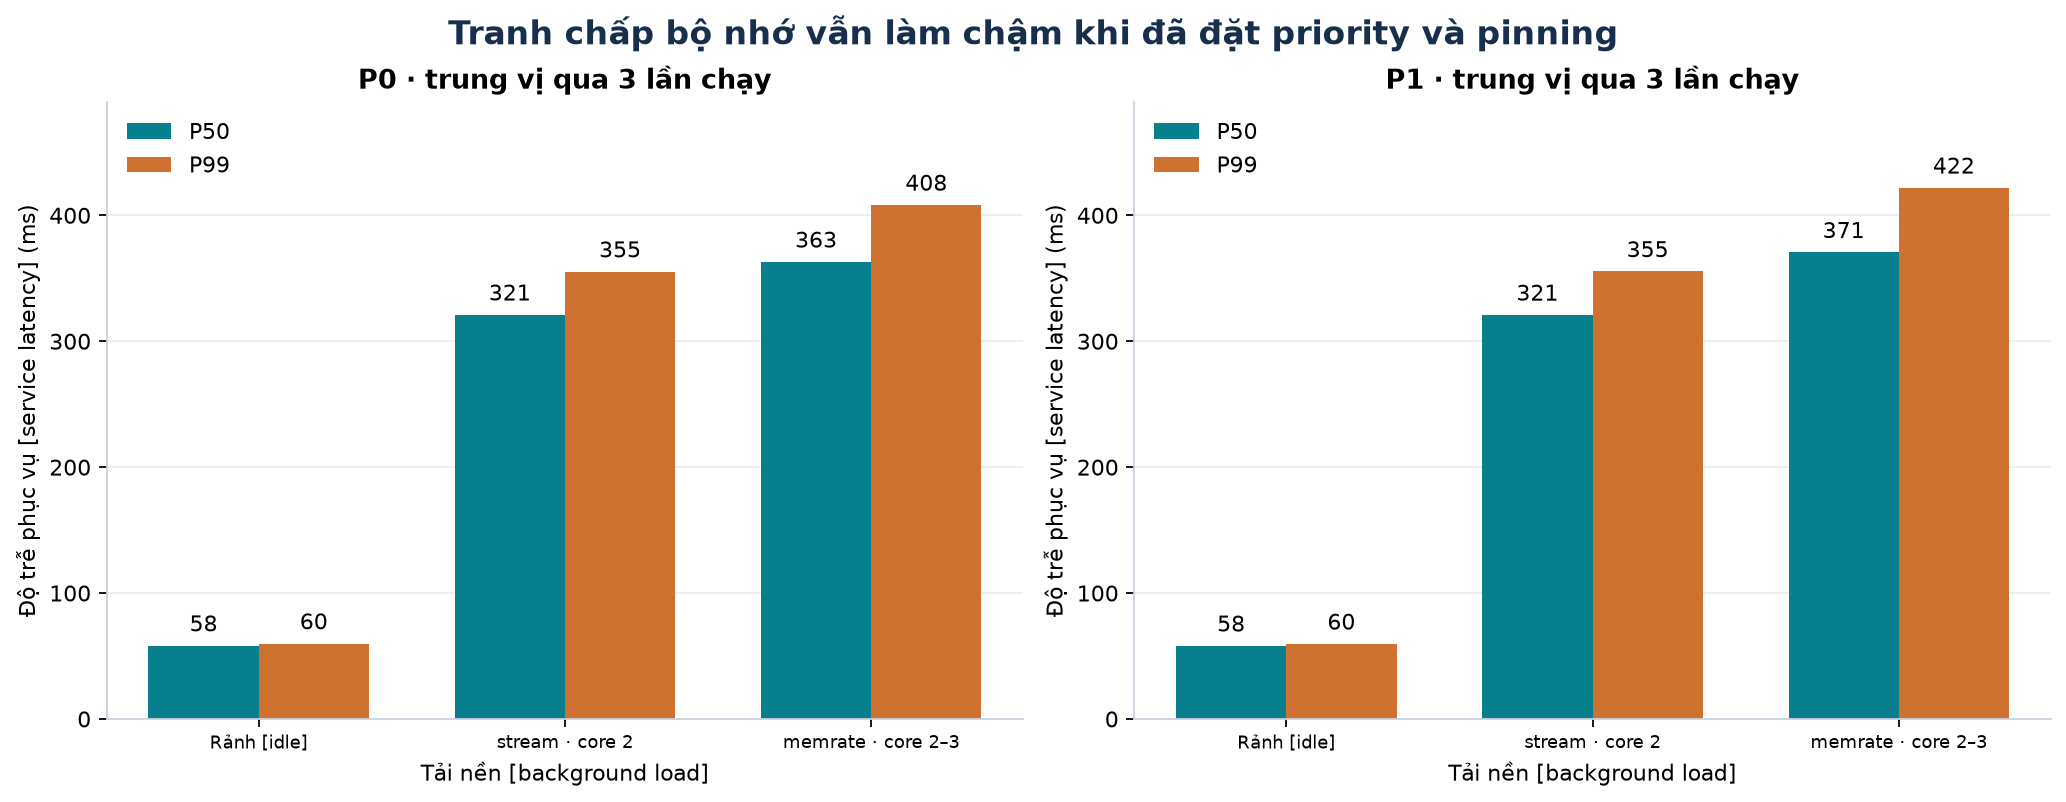 Tranh chấp bộ nhớ vẫn làm chậm khi đã đặt priority và pinning
P0 · trung vị qua 3 lần chạy
P50
P99
Độ trễ phục vụ [service latency] (ms)
400
300
200
100
0
58
60
321
355
363
408
Rảnh [idle]
stream · core 2
memrate · core 2–3
Tải nền [background load]
P1 · trung vị qua 3 lần chạy
P50
P99
Độ trễ phục vụ [service latency] (ms)
400
300
200
100
0
58
60
321
355
371
422
Rảnh [idle]
stream · core 2
memrate · core 2–3
Tải nền [background load]